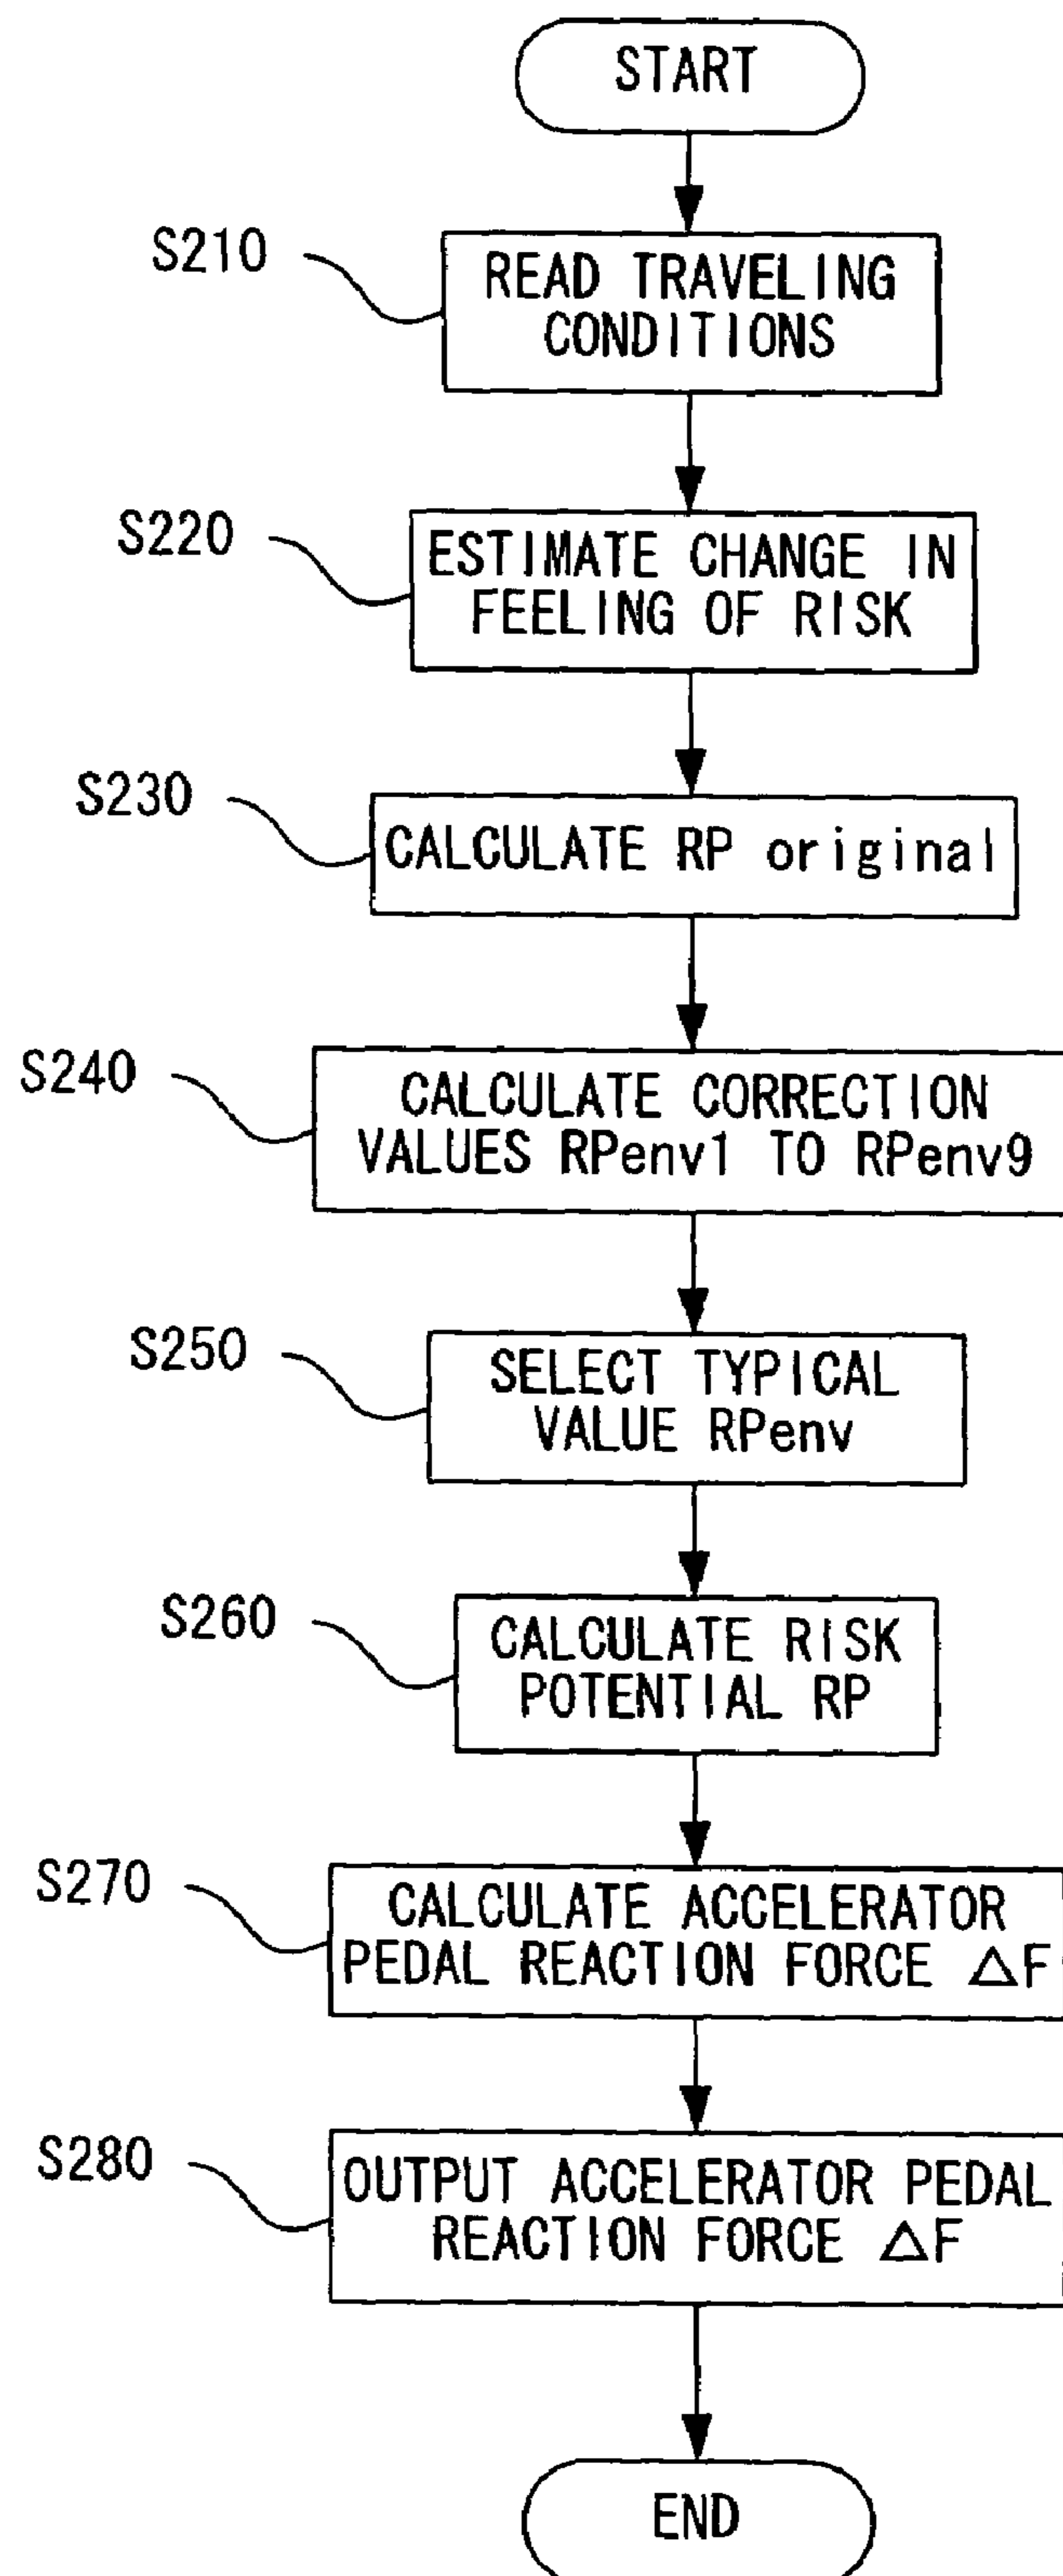 START
S210
READ TRAVELING
CONDITIONS
S220
ESTIMATE CHANGE IN
FEELING OF RISK
S230
CALCULATE RP original
S240
CALCULATE CORRECTION
VALUES RPenv1 TO RPenv9
S250
SELECT TYPICAL
VALUE RPenv
S260
CALCULATE RISK
POTENTIAL RP
S270
CALCULATE ACCELERATOR
PEDAL REACTION FORCE △F
S280
OUTPUT ACCELERATOR PEDAL
REACTION FORCE △F
END